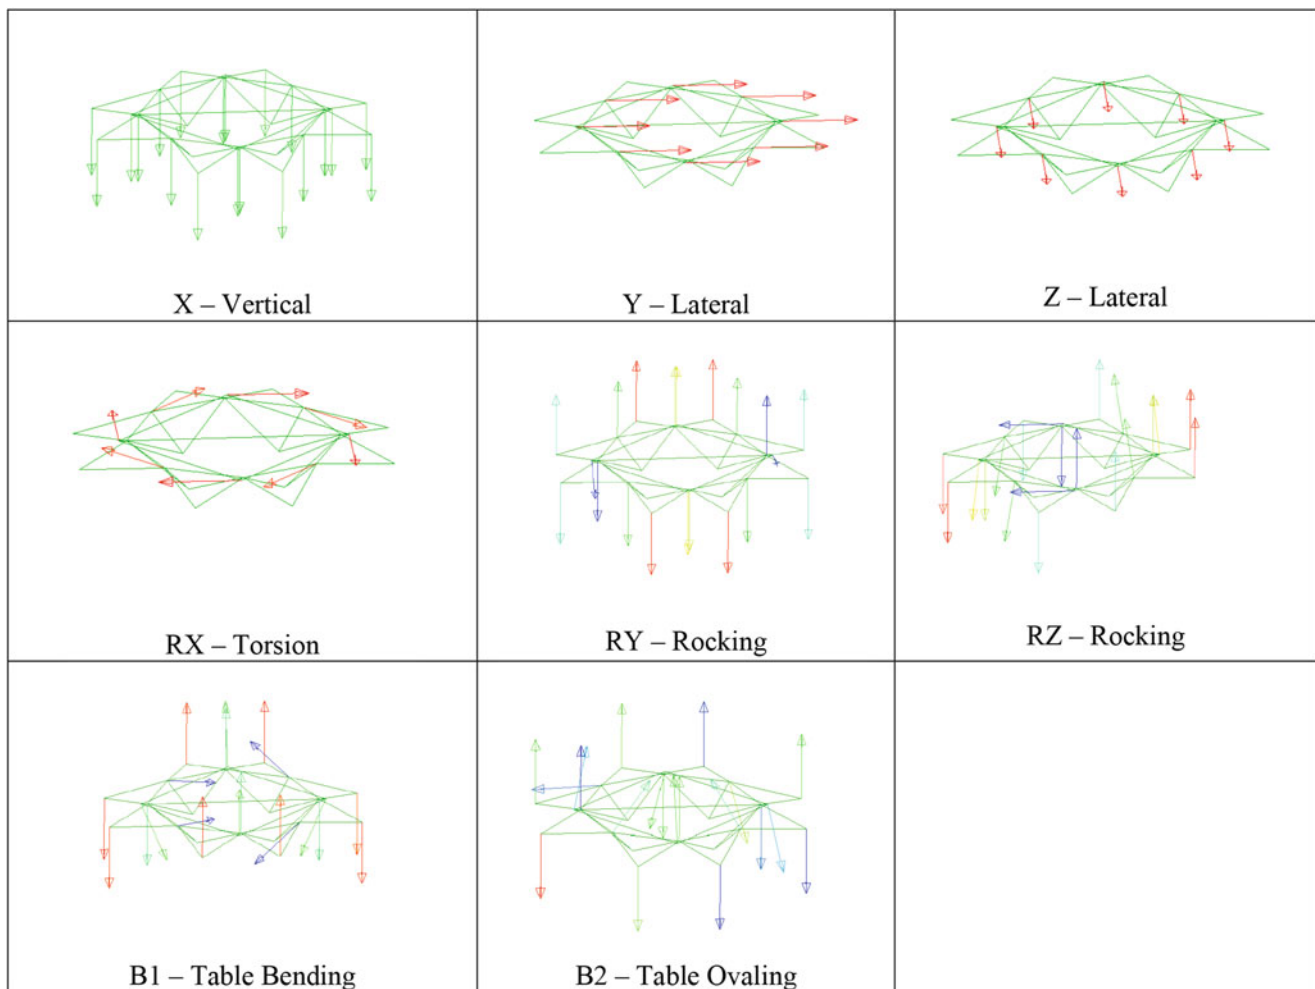 X – Vertical
Y – Lateral
Z – Lateral
RX – Torsion
RY – Rocking
RZ – Rocking
B1 – Table Bending
B2 – Table Ovaling